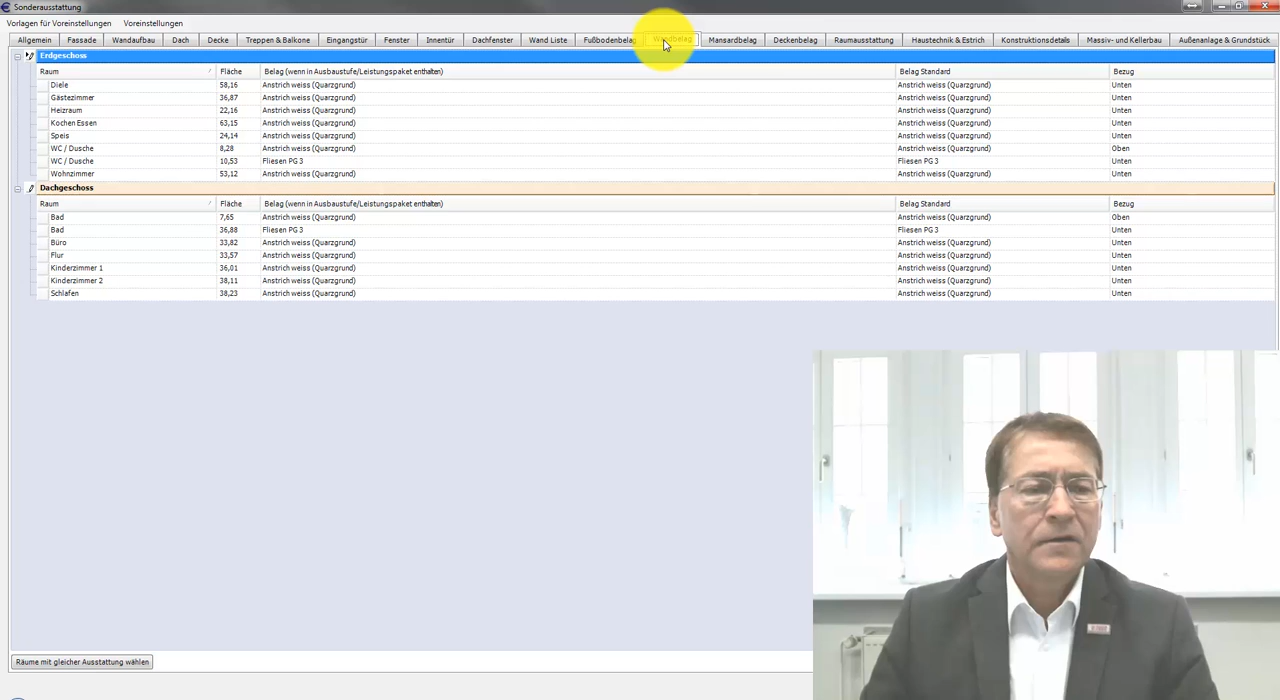 Sonderausstattung
Vorlagen für Voreinstellungen Voreinstellungen
Allgemein Fassade Wandaufbau Dach Decke Treppen & Balkone Eingangstür Fenster Innentür Dachfenster Wand Liste Fußbodenbelag Wandbelag Mansardbelag Deckenbelag Raumausstattung Haustechnik & Estrich Konstruktionsdetails Massiv- und Kellerbau Außenanlage & Grundstück
Erdgeschoss
Raum Fläche Belag (wenn in Ausbaustufe/Leistungspaket enthalten) Belag Standard Bezug
Diele 58,16 Anstrich weiss (Quarzgrund) Anstrich weiss (Quarzgrund) Unten
Gästezimmer 36,87 Anstrich weiss (Quarzgrund) Anstrich weiss (Quarzgrund) Unten
Heizraum 22,16 Anstrich weiss (Quarzgrund) Anstrich weiss (Quarzgrund) Unten
Kochen Essen 63,15 Anstrich weiss (Quarzgrund) Anstrich weiss (Quarzgrund) Unten
Speis 24,14 Anstrich weiss (Quarzgrund) Anstrich weiss (Quarzgrund) Unten
WC / Dusche 8,28 Anstrich weiss (Quarzgrund) Anstrich weiss (Quarzgrund) Oben
WC / Dusche 10,53 Fliesen PG 3 Fliesen PG 3 Unten
Wohnzimmer 53,12 Anstrich weiss (Quarzgrund) Anstrich weiss (Quarzgrund) Unten
Dachgeschoss
Raum Fläche Belag (wenn in Ausbaustufe/Leistungspaket enthalten) Belag Standard Bezug
Bad 7,65 Anstrich weiss (Quarzgrund) Anstrich weiss (Quarzgrund) Oben
Bad 36,88 Fliesen PG 3 Fliesen PG 3 Unten
Büro 33,82 Anstrich weiss (Quarzgrund) Anstrich weiss (Quarzgrund) Unten
Flur 33,57 Anstrich weiss (Quarzgrund) Anstrich weiss (Quarzgrund) Unten
Kinderzimmer 1 36,01 Anstrich weiss (Quarzgrund) Anstrich weiss (Quarzgrund) Unten
Kinderzimmer 2 38,11 Anstrich weiss (Quarzgrund) Anstrich weiss (Quarzgrund) Unten
Schlafen 38,23 Anstrich weiss (Quarzgrund) Anstrich weiss (Quarzgrund) Unten
Räume mit gleicher Ausstattung wählen